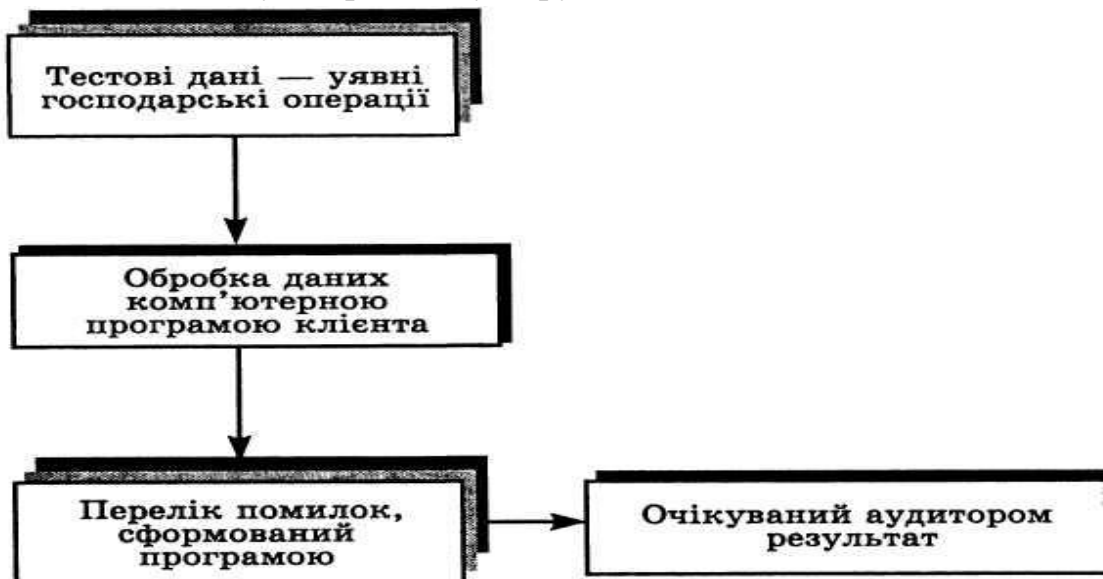 Тестові дані — уявні
господарські операції
Обробка даних
комп’ютерною
програмою клієнта
Перелік помилок,
сформований
програмою
Очікуваний аудитором
результат